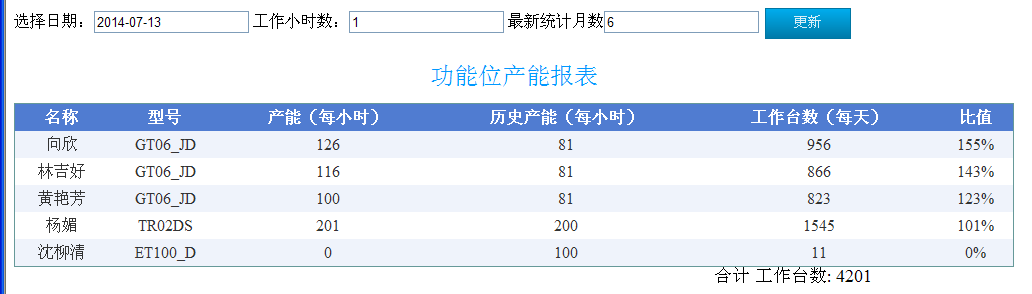 选择日期：2014-07-13 工作小时数：1 最新统计月数6 更新
功能位产能报表
名称 型号 产能（每小时） 历史产能（每小时） 工作台数（每天） 比值
向欣 GT06_JD 126 81 956 155%
林吉好 GT06_JD 116 81 866 143%
黄艳芳 GT06_JD 100 81 823 123%
杨媚 TR02DS 201 200 1545 101%
沈柳清 ET100_D 0 100 11 0%
合计 工作台数: 4201